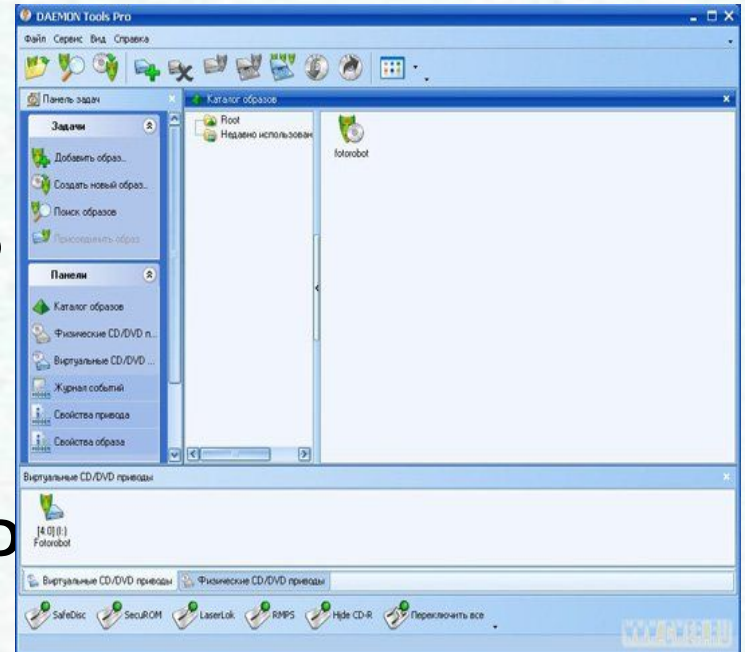 DAEMON Tools Pro
Файл Сервис Вид Справка
Панель задач
Каталог образов
Задачи
Добавить образ...
Создать новый образ...
Поиск образов
Присоединить образ
Панели
Каталог образов
Физические CD/DVD п...
Виртуальные CD/DVD ...
Журнал событий
Свойства привода
Свойства образа
Root
Недавно использован
fotorobot
Виртуальные CD/DVD приводы
[4:0] (I:)
Fotorobot
Виртуальные CD/DVD приводы Физические CD/DVD приводы
SafeDisc SecuROM LaserLok RMPS Hide CD-R Переключить все